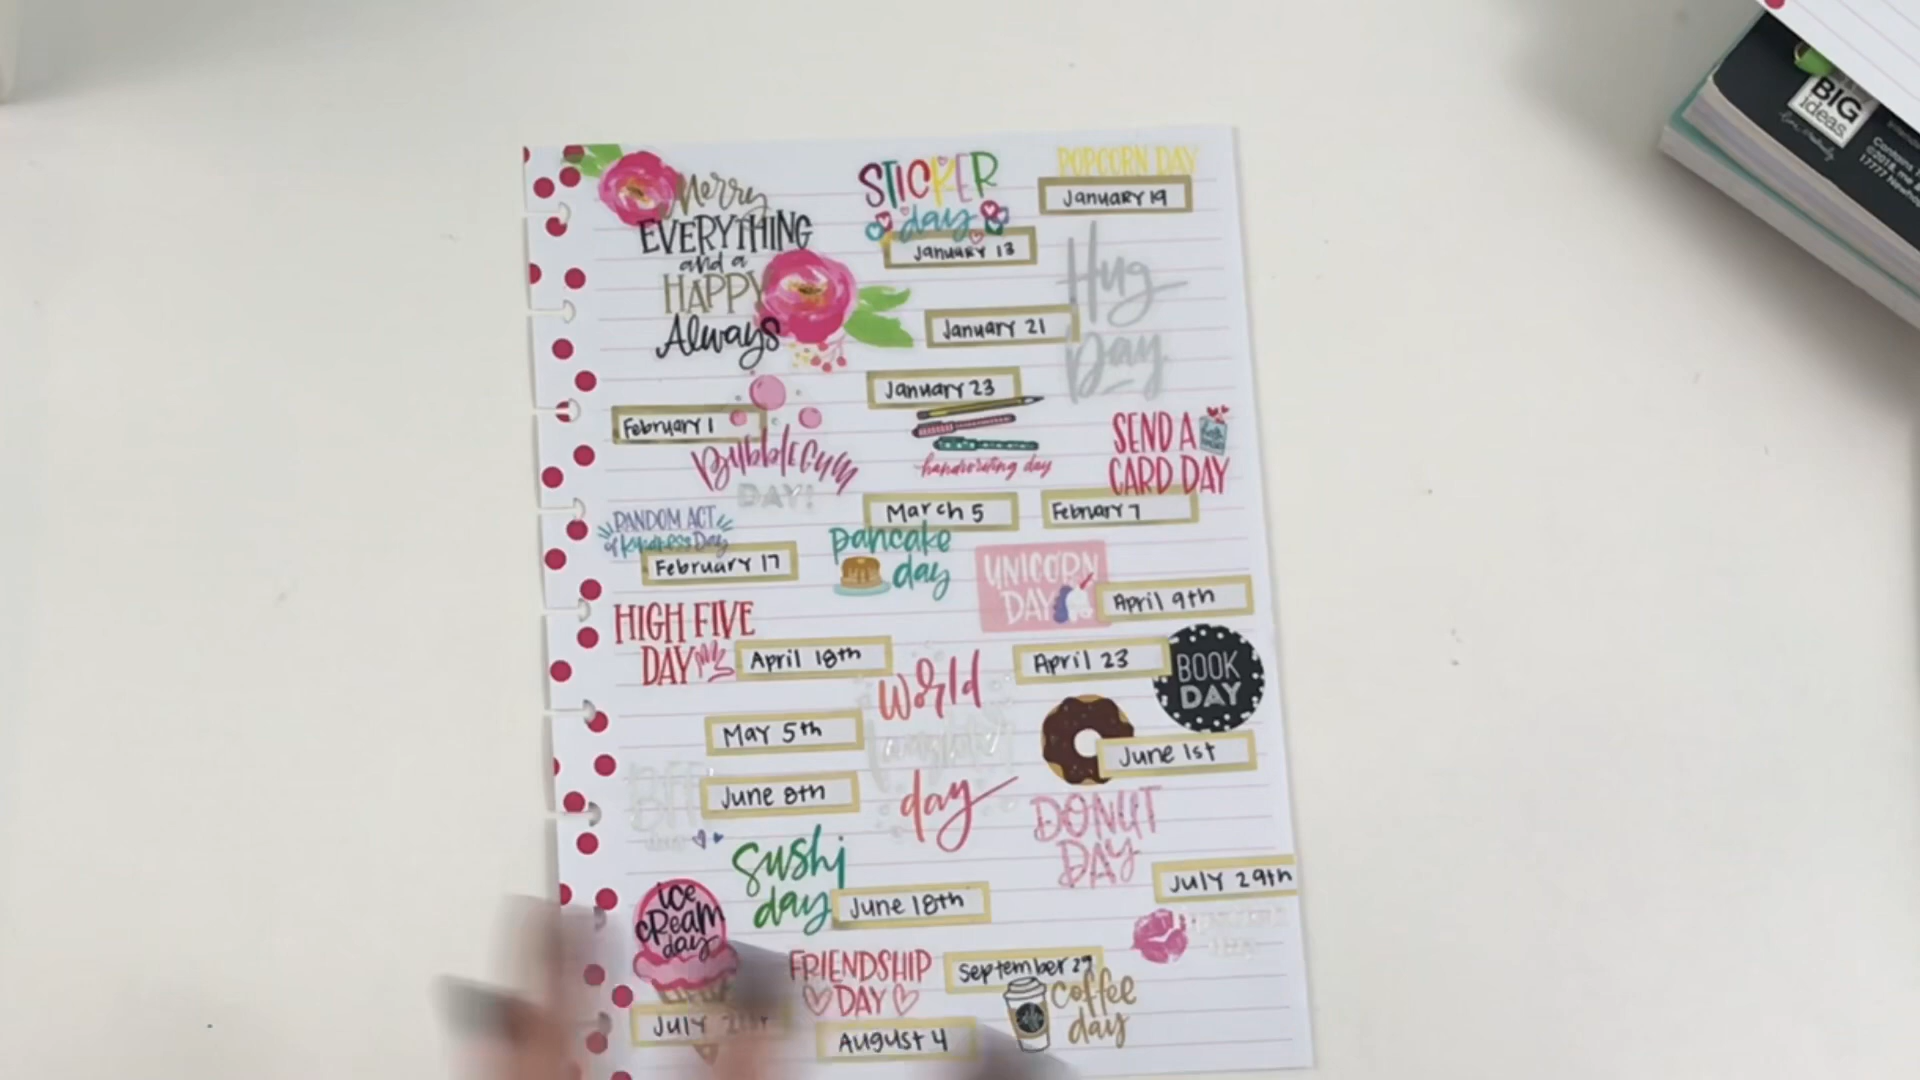 Merry
EVERYTHING
and a
HAPPY
Always
STICKER
day
January 13
POPCORN DAY
January 19
Hug
Day
January 21
January 23
handwriting day
February 1
BubbleGum
DAY!
SEND A
CARD DAY
February 7
RANDOM ACT
of Kindness Day
February 17
March 5
pancake
day
UNICORN
DAY
April 9th
HIGH FIVE
DAY
April 18th
World
day
May 5th
April 23
BOOK
DAY
June 1st
DONUT
DAY
June 8th
sushi
day
June 18th
July 29th
ice
cream
day
July
FRIENDSHIP
DAY
August 4
September 29
coffee
day
BIG
ideas